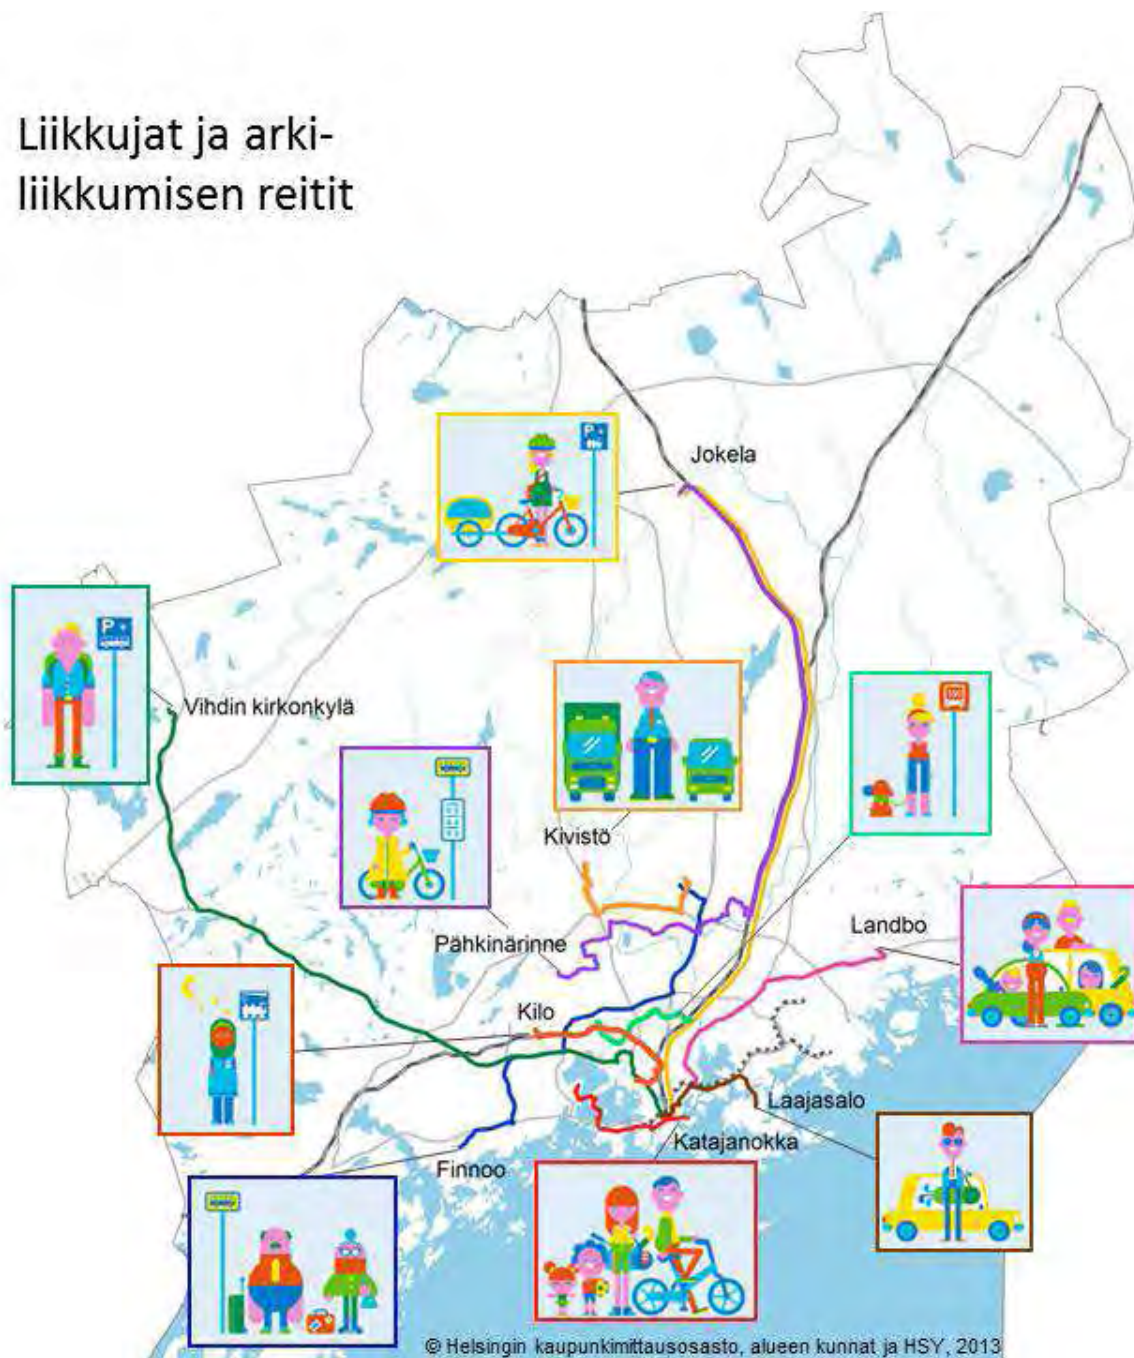 Liikkujat ja arki-
liikkumisen reitit
Jokela
P
P
Vihdin kirkonkylä
Kivistö
Pähkinärinne
Landbo
Kilo
Laajasalo
Katajanokka
Finnoo
© Helsingin kaupunkimittausosasto, alueen kunnat ja HSY, 2013